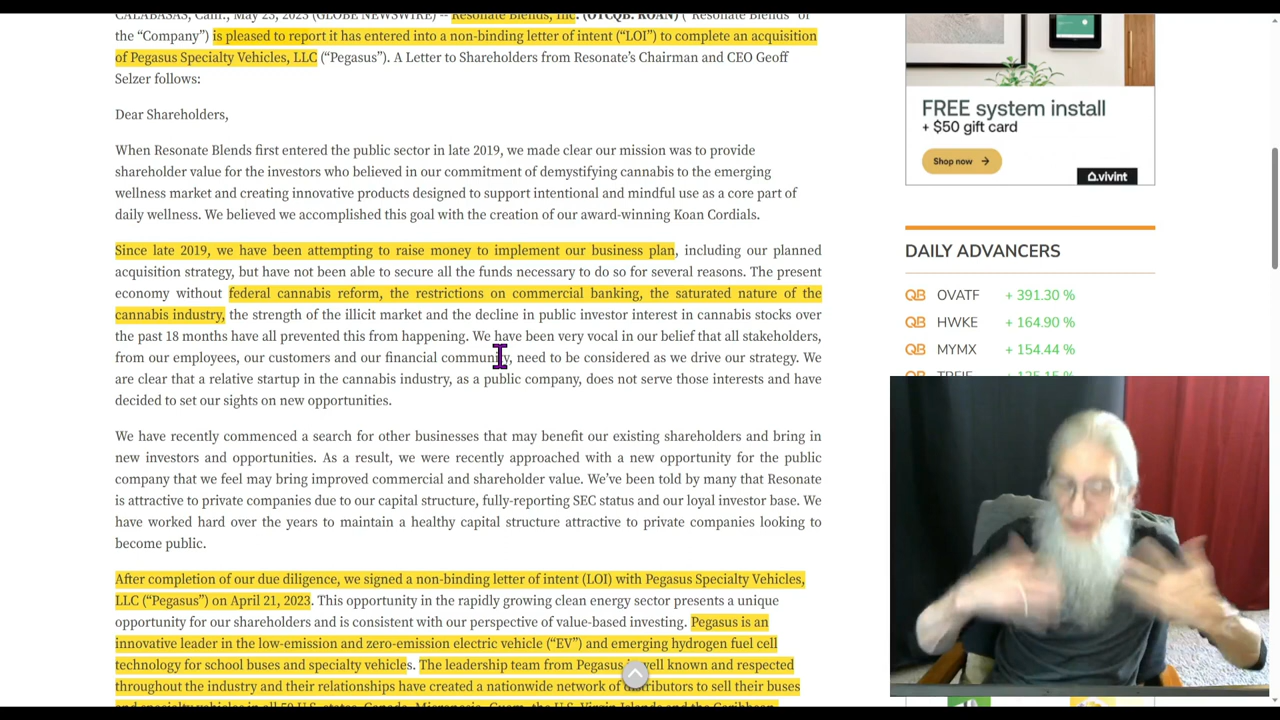 CALABASAS, Calif., May 23, 2023 (GLOBE NEWSWIRE) -- Resonate Blends, Inc. (OTCQB: KOAN) ("Resonate Blends" or
the “Company”) is pleased to report it has entered into a non-binding letter of intent (“LOI”) to complete an acquisition
of Pegasus Specialty Vehicles, LLC (“Pegasus”). A Letter to Shareholders from Resonate’s Chairman and CEO Geoff
Selzer follows:
Dear Shareholders,
When Resonate Blends first entered the public sector in late 2019, we made clear our mission was to provide
shareholder value for the investors who believed in our commitment of demystifying cannabis to the emerging
wellness market and creating innovative products designed to support intentional and mindful use as a core part of
daily wellness. We believed we accomplished this goal with the creation of our award-winning Koan Cordials.
Since late 2019, we have been attempting to raise money to implement our business plan, including our planned
acquisition strategy, but have not been able to secure all the funds necessary to do so for several reasons. The present
economy without federal cannabis reform, the restrictions on commercial banking, the saturated nature of the
cannabis industry, the strength of the illicit market and the decline in public investor interest in cannabis stocks over
the past 18 months have all prevented this from happening. We have been very vocal in our belief that all stakeholders,
from our employees, our customers and our financial community, need to be considered as we drive our strategy. We
are clear that a relative startup in the cannabis industry, as a public company, does not serve those interests and have
decided to set our sights on new opportunities.
We have recently commenced a search for other businesses that may benefit our existing shareholders and bring in
new investors and opportunities. As a result, we were recently approached with a new opportunity for the public
company that we feel may bring improved commercial and shareholder value. We’ve been told by many that Resonate
is attractive to private companies due to our capital structure, fully-reporting SEC status and our loyal investor base. We
have worked hard over the years to maintain a healthy capital structure attractive to private companies looking to
become public.
After completion of our due diligence, we signed a non-binding letter of intent (LOI) with Pegasus Specialty Vehicles,
LLC (“Pegasus”) on April 21, 2023. This opportunity in the rapidly growing clean energy sector presents a unique
opportunity for our shareholders and is consistent with our perspective of value-based investing. Pegasus is an
innovative leader in the low-emission and zero-emission electric vehicle (“EV”) and emerging hydrogen fuel cell
technology for school buses and specialty vehicles. The leadership team from Pegasus is well known and respected
throughout the industry and their relationships have created a nationwide network of distributors to sell their buses
and specialty vehicles in all 50 U.S. states, Canada, Micronesia, Guam, the U.S. Virgin Islands and the Caribbean
FREE system install
+ $50 gift card
Shop now
vivint
DAILY ADVANCERS
QB OVATF + 391.30 %
QB HWKE + 164.90 %
QB MYMX + 154.44 %